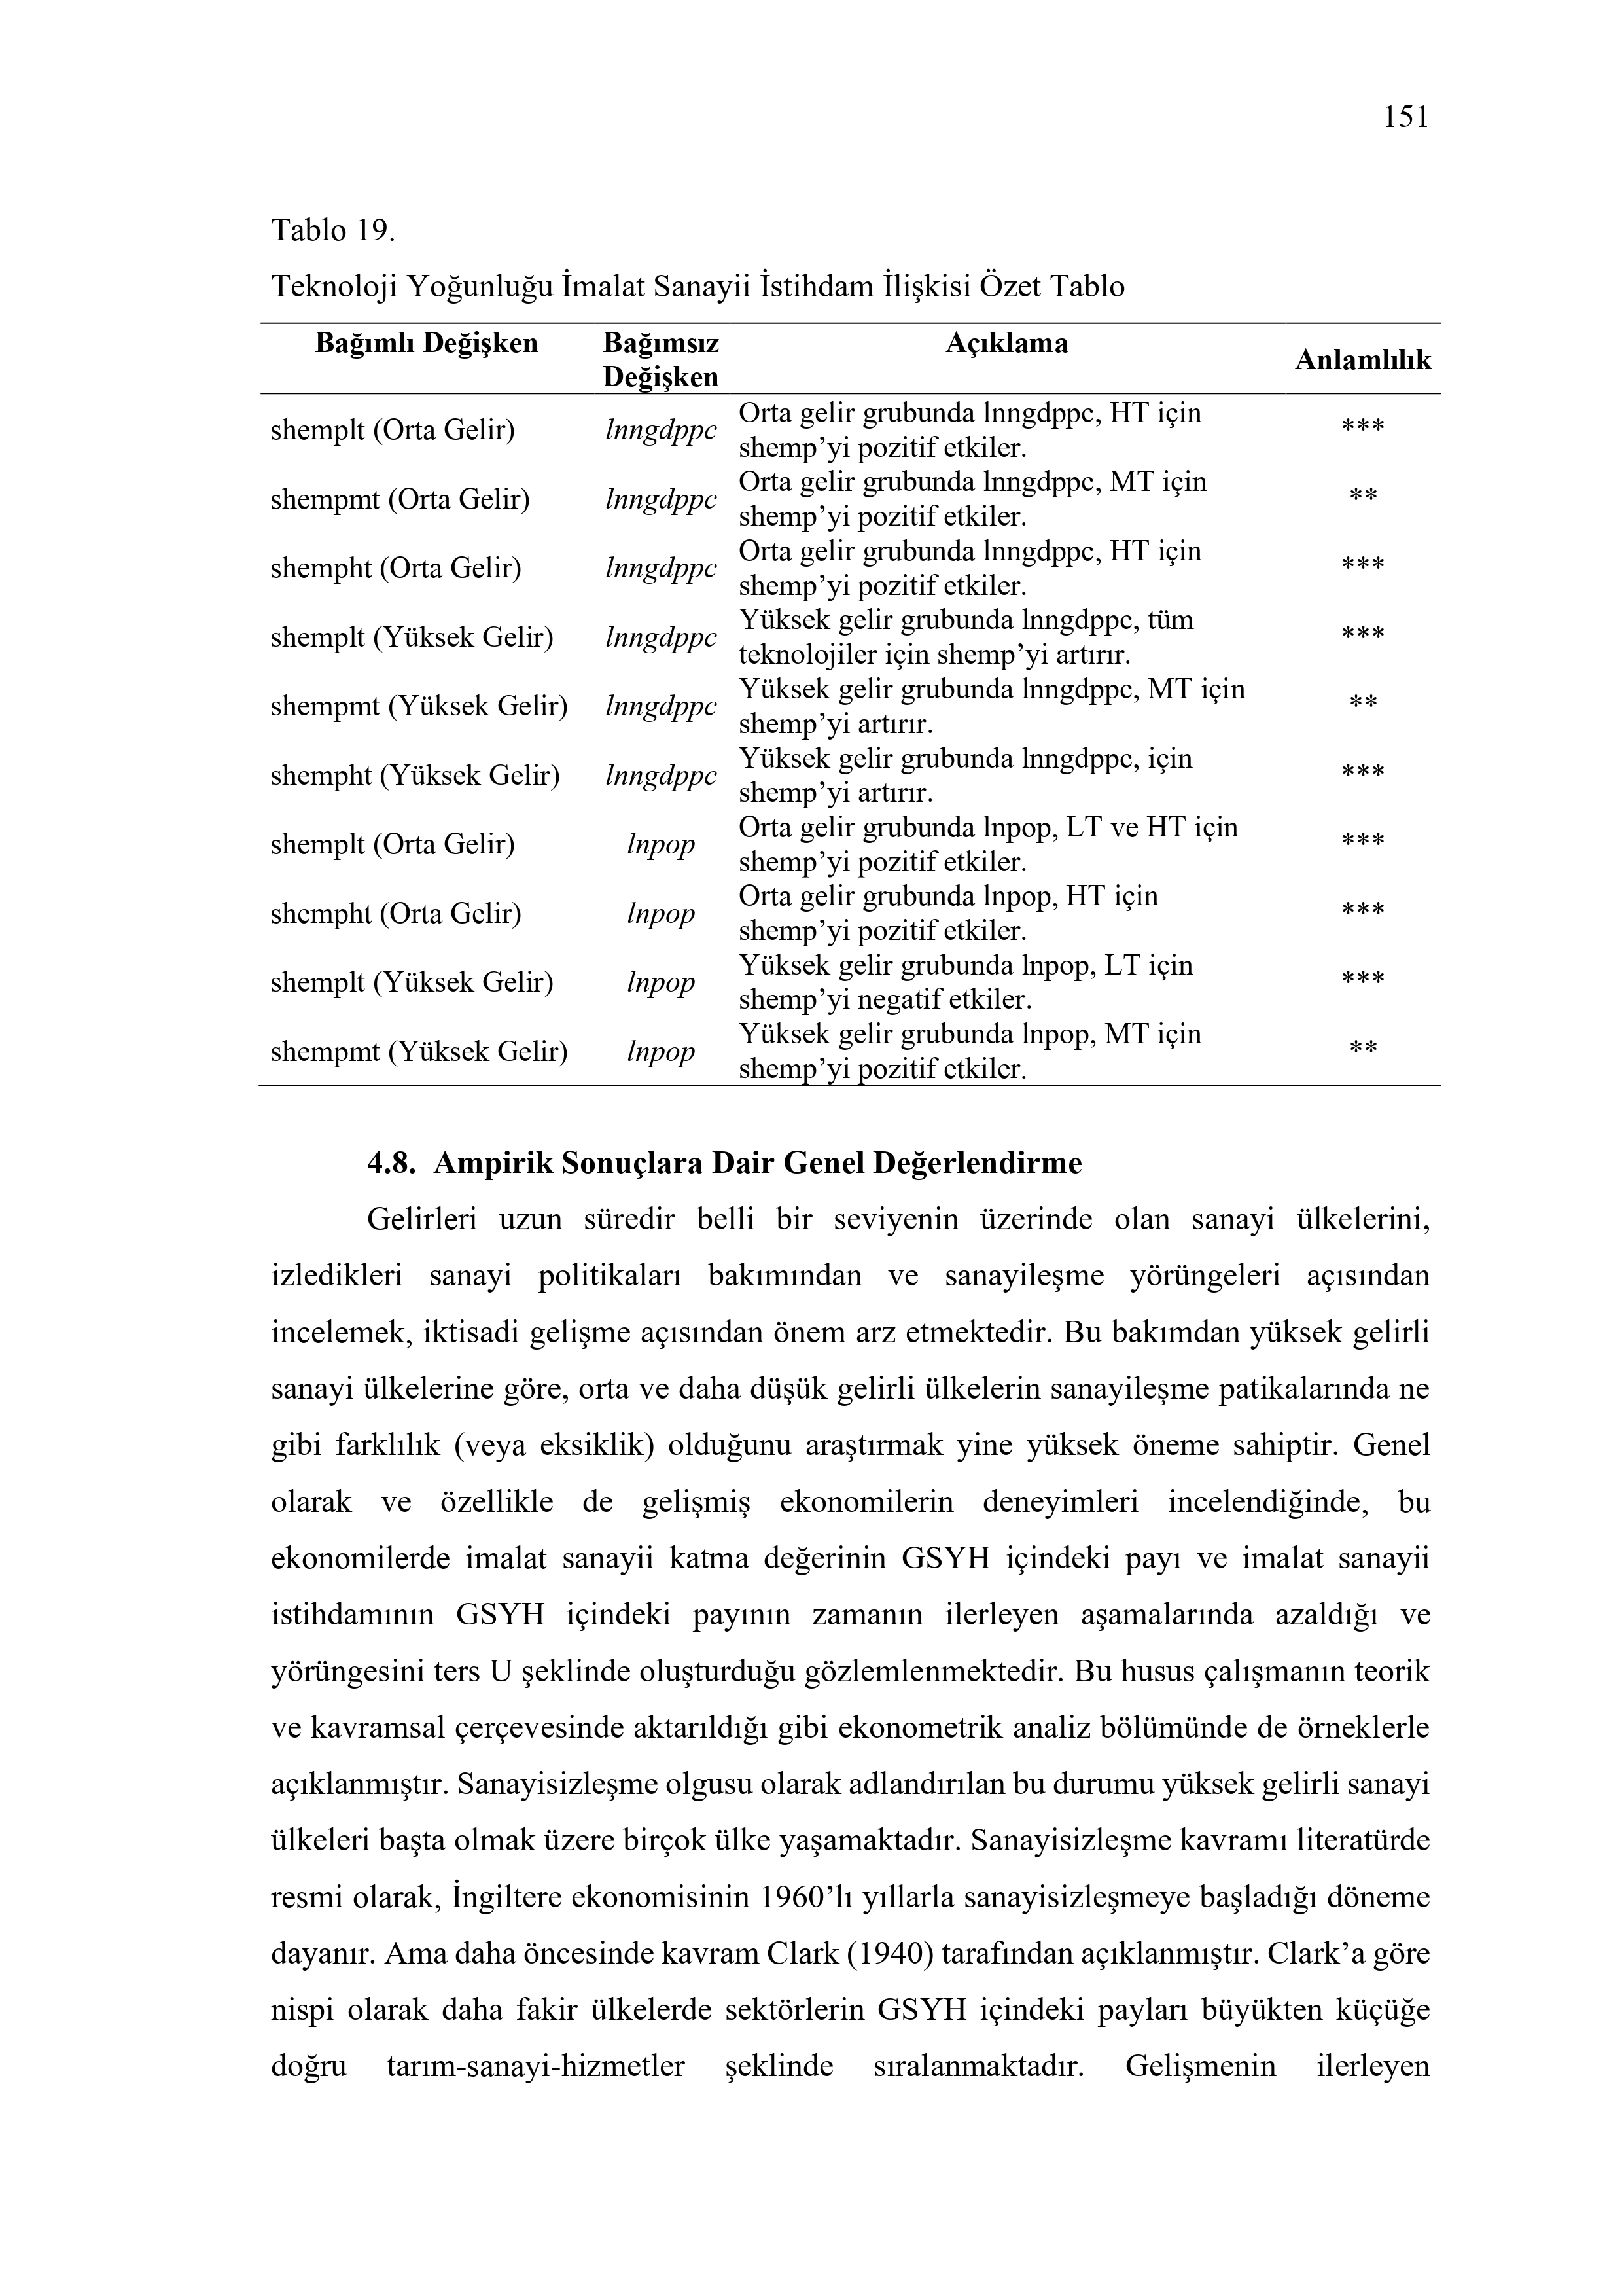 151
Tablo 19.
Teknoloji Yoğunluğu İmalat Sanayii İstihdam İlişkisi Özet Tablo
Bağımlı Değişken Bağımsız Değişken Açıklama Anlamlılık
shemplt (Orta Gelir) lnngdppc Orta gelir grubunda lnngdppc, HT için
shemp’yi pozitif etkiler. ***
shempmt (Orta Gelir) lnngdppc Orta gelir grubunda lnngdppc, MT için
shemp’yi pozitif etkiler. **
shempht (Orta Gelir) lnngdppc Orta gelir grubunda lnngdppc, HT için
shemp’yi pozitif etkiler. ***
shemplt (Yüksek Gelir) lnngdppc Yüksek gelir grubunda lnngdppc, tüm
teknolojiler için shemp’yi artırır. ***
shempmt (Yüksek Gelir) lnngdppc Yüksek gelir grubunda lnngdppc, MT için
shemp’yi artırır. **
shempht (Yüksek Gelir) lnngdppc Yüksek gelir grubunda lnngdppc, için
shemp’yi artırır. ***
shemplt (Orta Gelir) lnpop Orta gelir grubunda lnpop, LT ve HT için
shemp’yi pozitif etkiler. ***
shempht (Orta Gelir) lnpop Orta gelir grubunda lnpop, HT için
shemp’yi pozitif etkiler. ***
shemplt (Yüksek Gelir) lnpop Yüksek gelir grubunda lnpop, LT için
shemp’yi negatif etkiler. ***
shempmt (Yüksek Gelir) lnpop Yüksek gelir grubunda lnpop, MT için
shemp’yi pozitif etkiler. **
4.8. Ampirik Sonuçlara Dair Genel Değerlendirme
Gelirleri uzun süredir belli bir seviyenin üzerinde olan sanayi ülkelerini,
izledikleri sanayi politikaları bakımından ve sanayileşme yörüngeleri açısından
incelemek, iktisadi gelişme açısından önem arz etmektedir. Bu bakımdan yüksek gelirli
sanayi ülkelerine göre, orta ve daha düşük gelirli ülkelerin sanayileşme patikalarında ne
gibi farklılık (veya eksiklik) olduğunu araştırmak yine yüksek öneme sahiptir. Genel
olarak ve özellikle de gelişmiş ekonomilerin deneyimleri incelendiğinde, bu
ekonomilerde imalat sanayii katma değerinin GSYH içindeki payı ve imalat sanayii
istihdamının GSYH içindeki payının zamanın ilerleyen aşamalarında azaldığı ve
yörüngesini ters U şeklinde oluşturduğu gözlemlenmektedir. Bu husus çalışmanın teorik
ve kavramsal çerçevesinde aktarıldığı gibi ekonometrik analiz bölümünde de örneklerle
açıklanmıştır. Sanayisizleşme olgusu olarak adlandırılan bu durumu yüksek gelirli sanayi
ülkeleri başta olmak üzere birçok ülke yaşamaktadır. Sanayisizleşme kavramı literatürde
resmi olarak, İngiltere ekonomisinin 1960’lı yıllarla sanayisizleşmeye başladığı döneme
dayanır. Ama daha öncesinde kavram Clark (1940) tarafından açıklanmıştır. Clark’a göre
nispi olarak daha fakir ülkelerde sektörlerin GSYH içindeki payları büyükten küçüğe
doğru tarım-sanayi-hizmetler şeklinde sıralanmaktadır. Gelişmenin ilerleyen